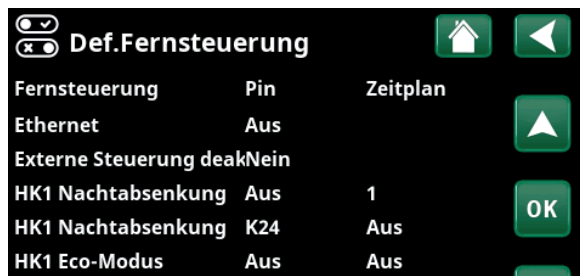 Def.Fernsteuerung
Fernsteuerung Pin Zeitplan
Ethernet Aus
Externe Steuerung deakNein
HK1 Nachtabsenkung Aus 1
HK1 Nachtabsenkung K24 Aus
HK1 Eco-Modus Aus Aus
OK